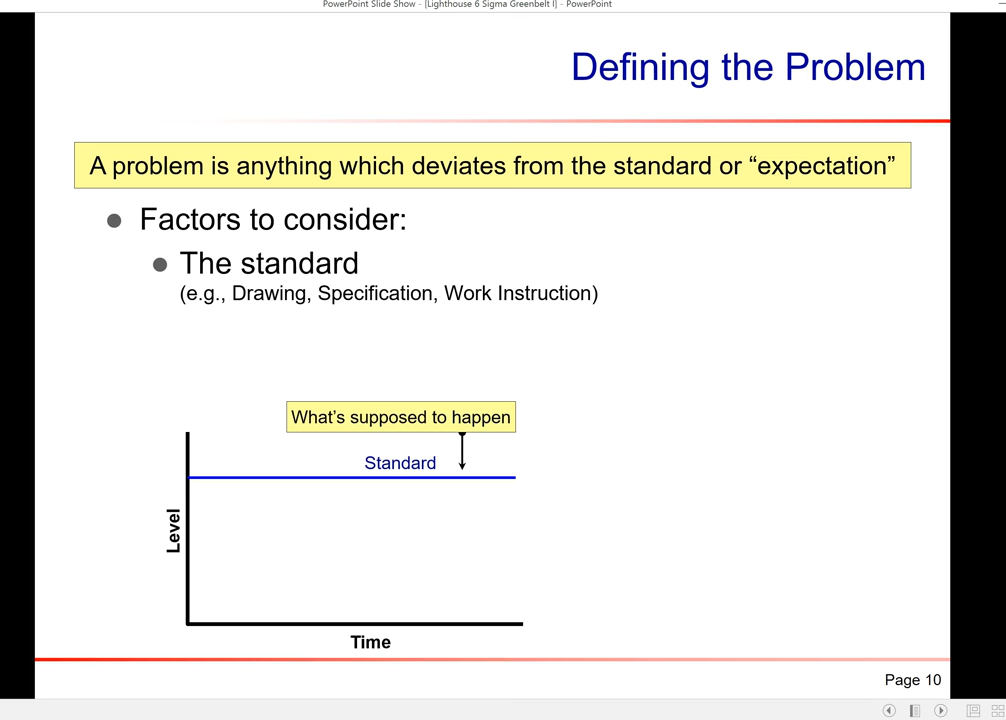 PowerPoint Slide Show - [Lighthouse 6 Sigma Greenbelt I] - PowerPoint
Defining the Problem
A problem is anything which deviates from the standard or “expectation”
Factors to consider:
The standard
(e.g., Drawing, Specification, Work Instruction)
What’s supposed to happen
Standard
Level
Time
Page 10